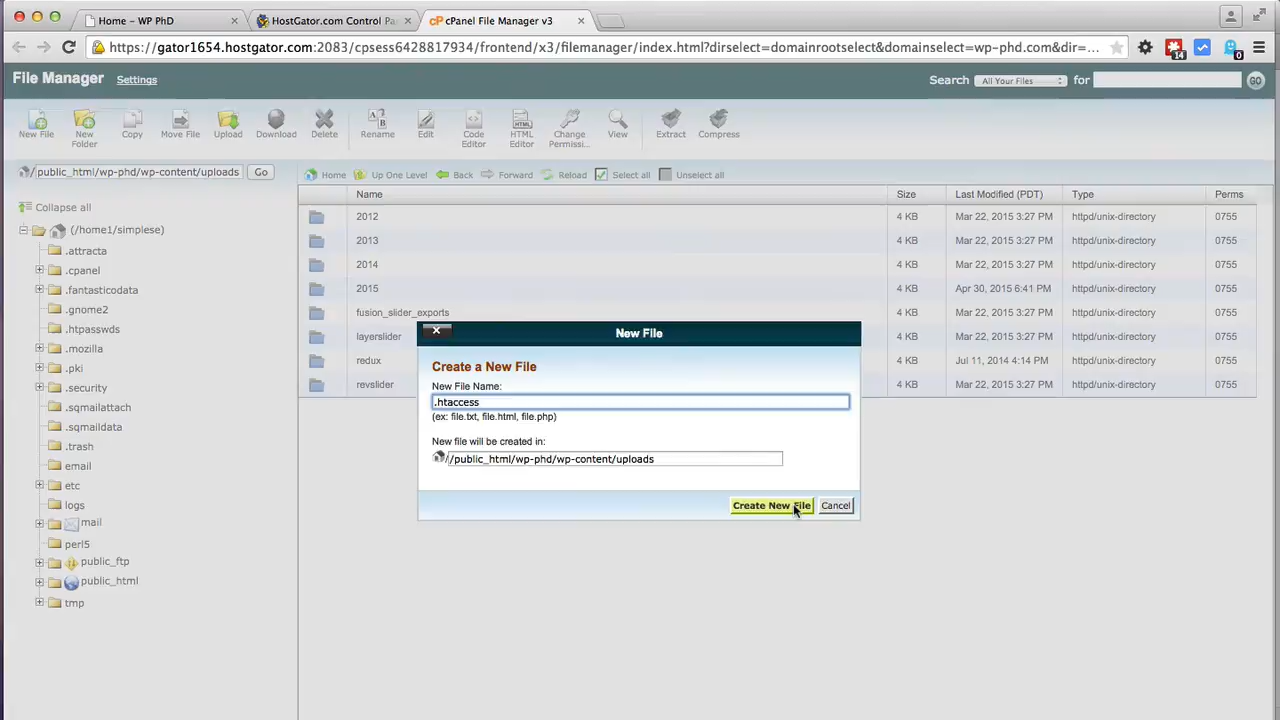 Home – WP PhD
HostGator.com Control Pa
cPanel File Manager v3
https://gator1654.hostgator.com:2083/cpsess6428817934/frontend/x3/filemanager/index.html?dirselect=domainrootselect&domainselect=wp-phd.com&dir=...
14
0
File Manager Settings
Search All Your Files for GO
New File
New Folder
Copy
Move File
Upload
Download
Delete
Rename
Edit
Code Editor
HTML Editor
Change Permissi...
View
Extract
Compress
/public_html/wp-phd/wp-content/uploads Go
Home Up One Level Back Forward Reload Select all Unselect all
Collapse all
(/home1/simplese)
.attracta
.cpanel
.fantasticodata
.gnome2
.htpasswds
.mozilla
.pki
.security
.sqmailattach
.sqmaildata
.trash
email
etc
logs
mail
perl5
public_ftp
public_html
tmp
Name Size Last Modified (PDT) Type Perms
2012 4 KB Mar 22, 2015 3:27 PM httpd/unix-directory 0755
2013 4 KB Mar 22, 2015 3:27 PM httpd/unix-directory 0755
2014 4 KB Mar 22, 2015 3:27 PM httpd/unix-directory 0755
2015 4 KB Apr 30, 2015 6:41 PM httpd/unix-directory 0755
fusion_slider_exports 4 KB Mar 22, 2015 3:27 PM httpd/unix-directory 0755
layerslider 4 KB Mar 22, 2015 3:27 PM httpd/unix-directory 0755
redux 4 KB Jul 11, 2014 4:14 PM httpd/unix-directory 0755
revslider 4 KB Mar 22, 2015 3:27 PM httpd/unix-directory 0755
New File
Create a New File
New File Name:
.htaccess
(ex: file.txt, file.html, file.php)
New file will be created in:
//public_html/wp-phd/wp-content/uploads
Create New File Cancel